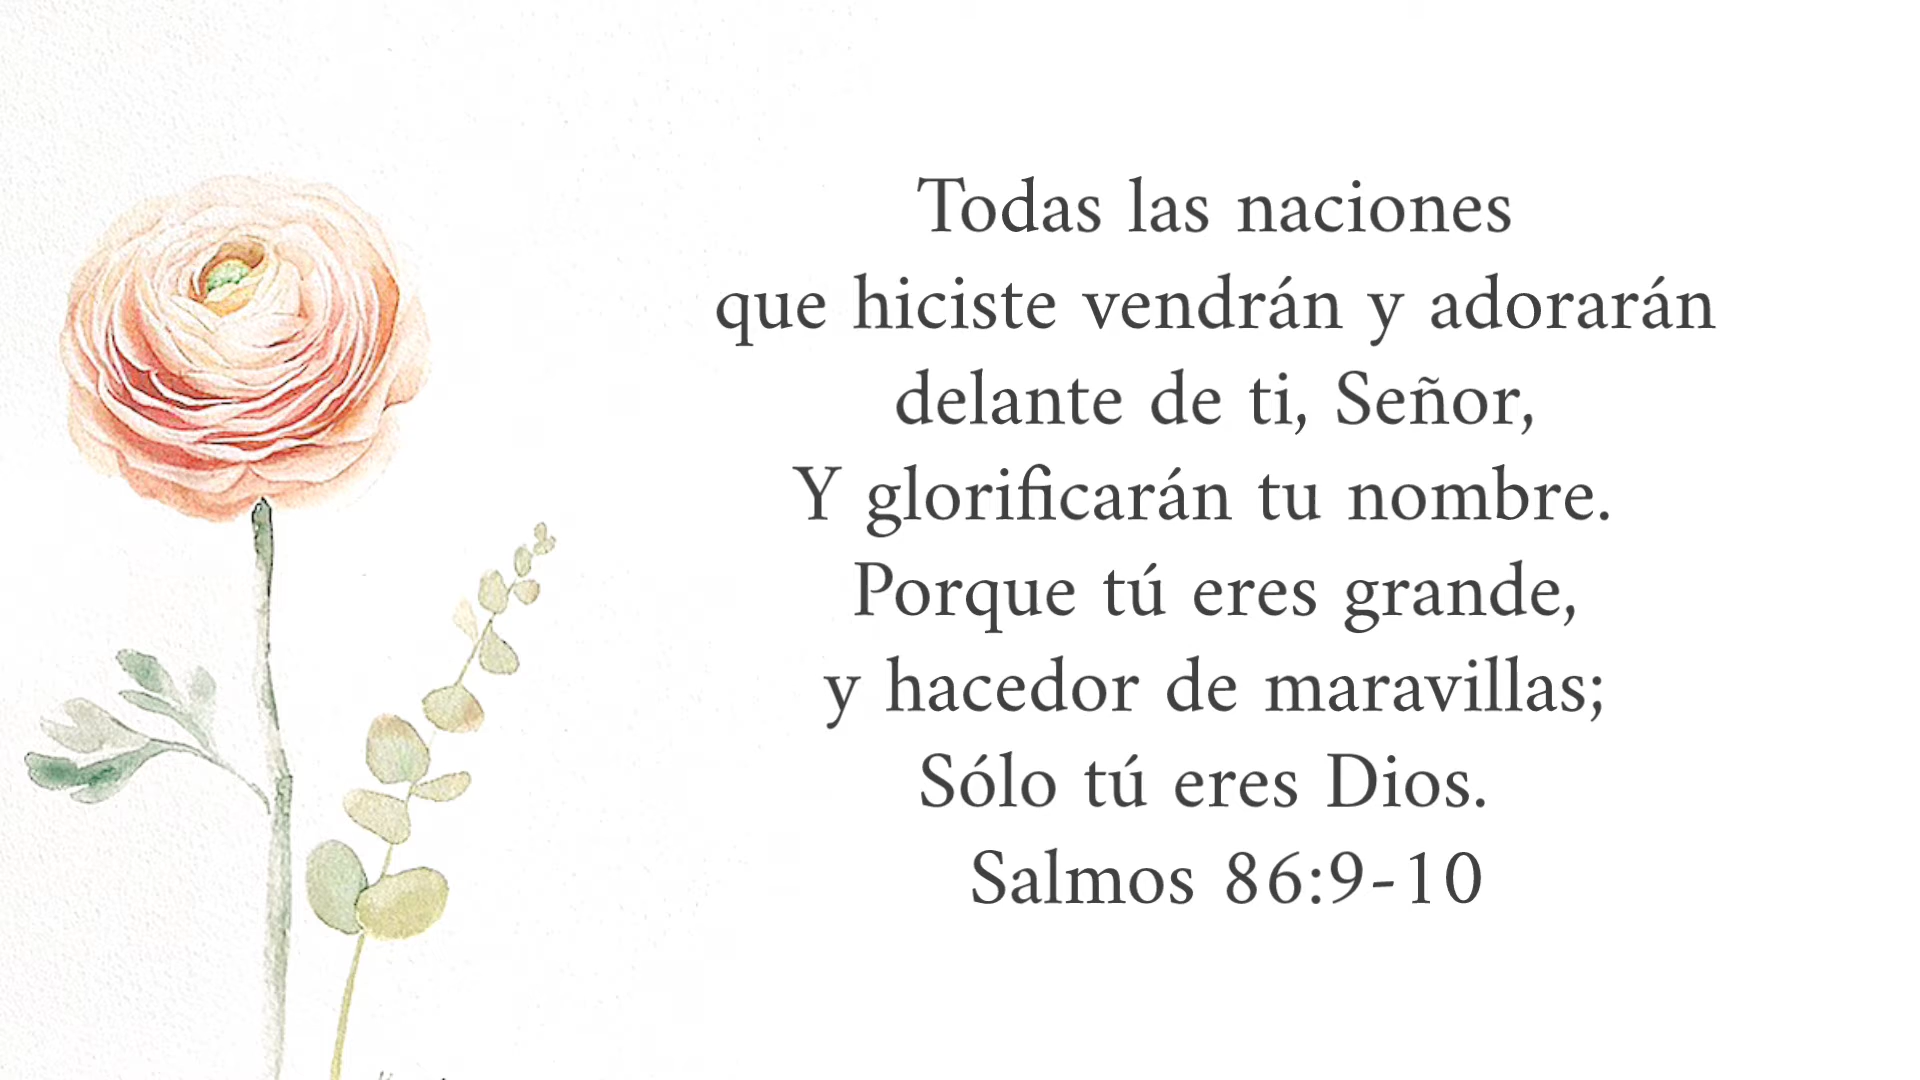 Todas las naciones
que hiciste vendrán y adorarán
delante de ti, Señor,
Y glorificarán tu nombre.
Porque tú eres grande,
y hacedor de maravillas;
Sólo tú eres Dios.
Salmos 86:9-10